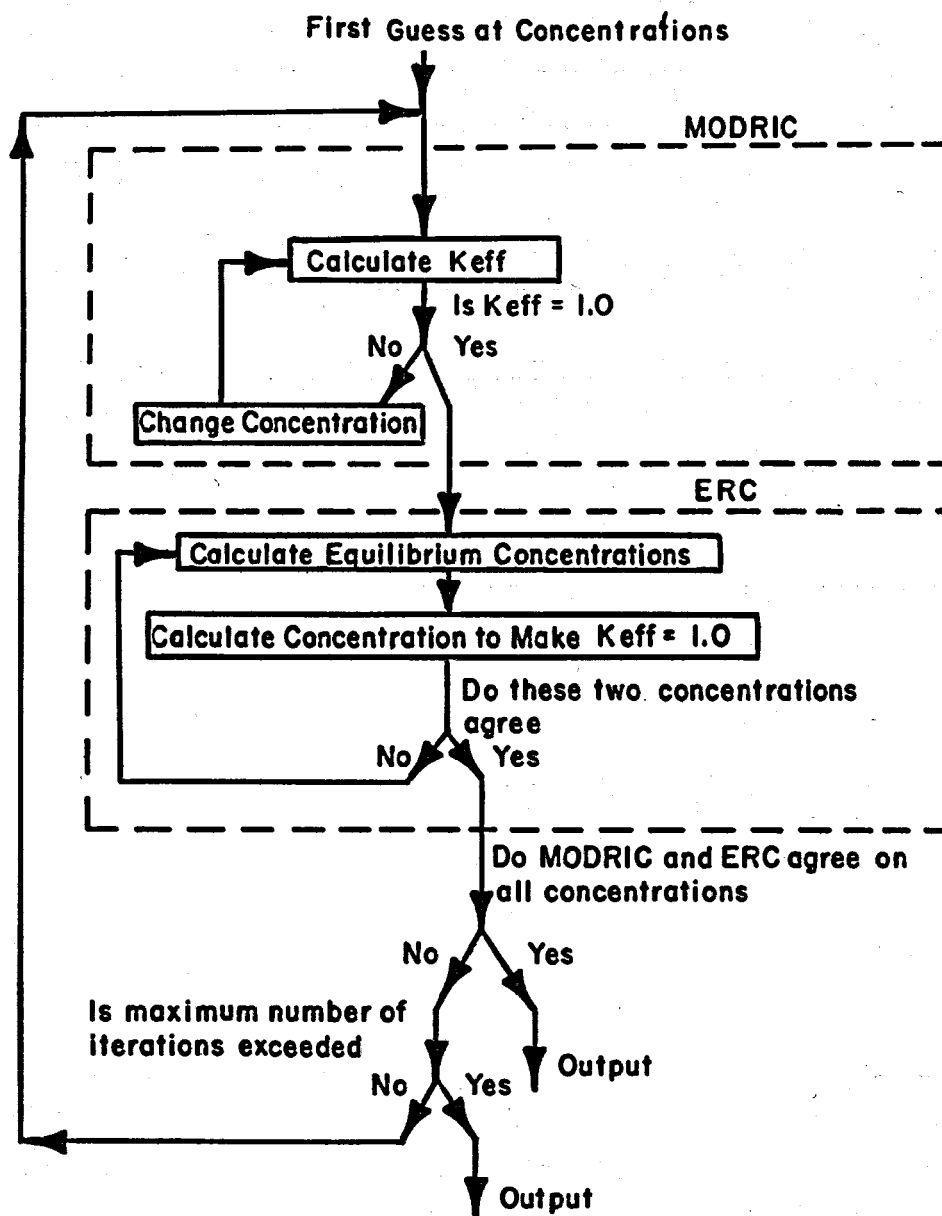 First Guess at Concentrations
MODRIC
Calculate Keff
Is Keff = 1.0
No Yes
Change Concentration
ERC
Calculate Equilibrium Concentrations
Calculate Concentration to Make Keff = 1.0
Do these two concentrations
agree
No Yes
Do MODRIC and ERC agree on
all concentrations
No Yes
Is maximum number of
iterations exceeded
Output
No Yes
Output